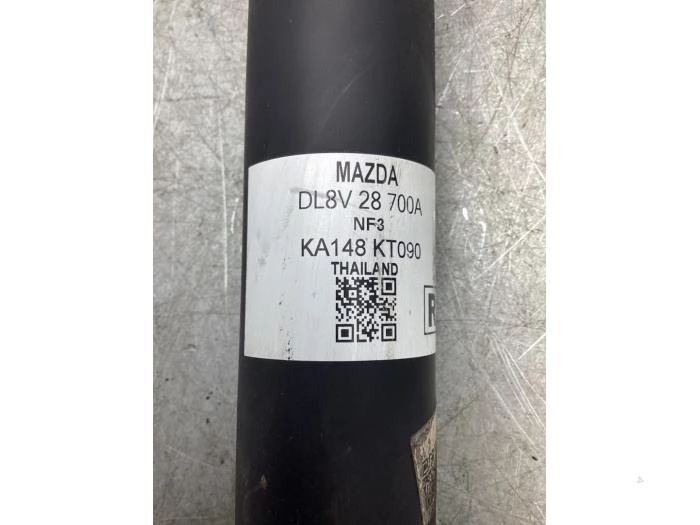 MAZDA
DL8V 28 700A
NF3
KA148 KT090
THAILAND
R